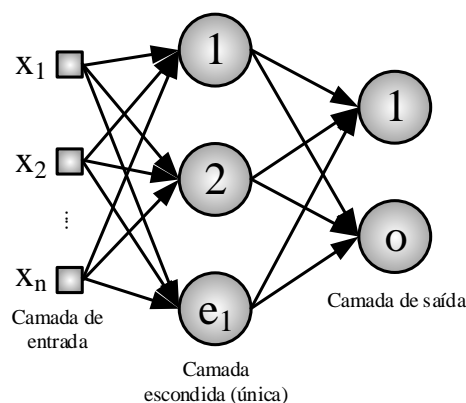 x1
x2
...
xn
1
2
e1
1
o
Camada de
entrada
Camada
escondida (única)
Camada de saída